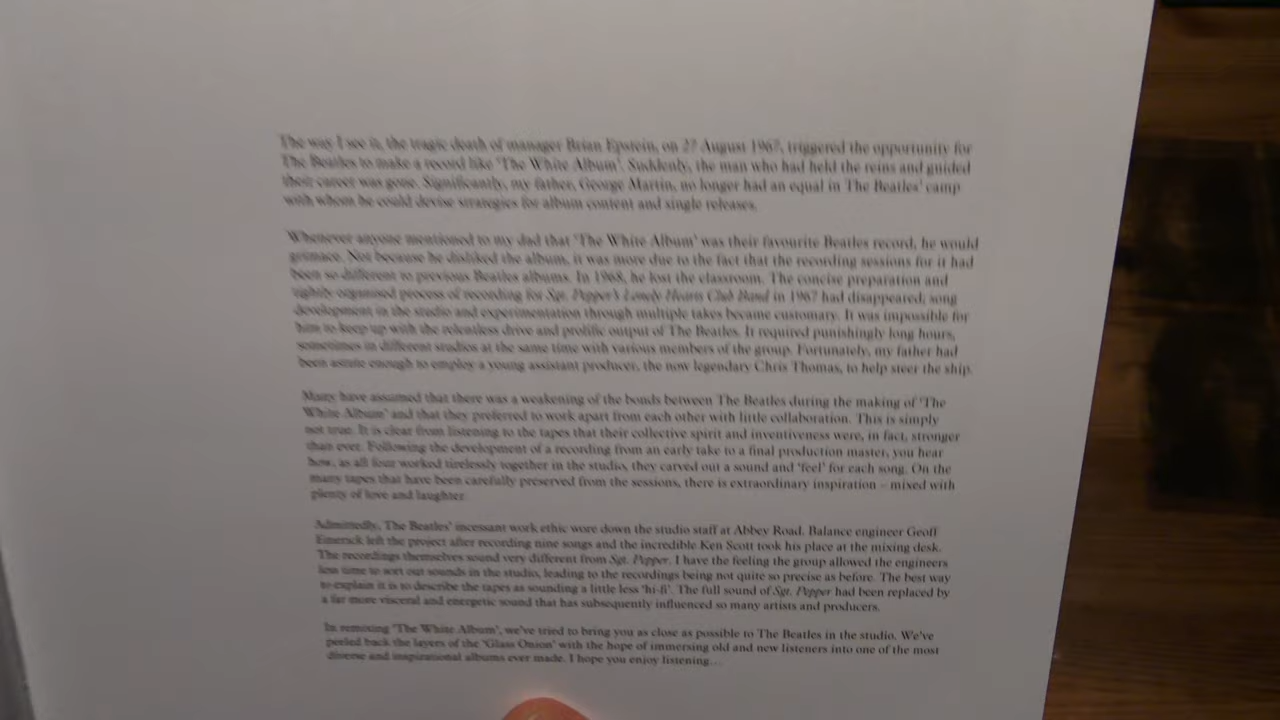 The way I see it, the tragic death of manager Brian Epstein, on 27 August 1967, triggered the opportunity for
The Beatles to make a record like 'The White Album'. Suddenly, the man who had held the reins and guided
their career was gone. Significantly, my father, George Martin, no longer had an equal in The Beatles' camp
with whom he could devise strategies for album content and single releases.
Whenever anyone mentioned to my dad that 'The White Album' was their favourite Beatles record, he would
grimace. Not because he disliked the album, it was more due to the fact that the recording sessions for it had
been so different to previous Beatles albums. In 1968, he lost the classroom. The concise preparation and
tightly organised process of recording for Sgt. Pepper's Lonely Hearts Club Band in 1967 had disappeared; song
development in the studio and experimentation through multiple takes became customary. It was impossible for
him to keep up with the relentless drive and prolific output of The Beatles. It required punishingly long hours,
sometimes in different studios at the same time with various members of the group. Fortunately, my father had
been astute enough to employ a young assistant producer, the now legendary Chris Thomas, to help steer the ship.
Many have assumed that there was a weakening of the bonds between The Beatles during the making of 'The
White Album' and that they preferred to work apart from each other with little collaboration. This is simply
not true. It is clear from listening to the tapes that their collective spirit and inventiveness were, in fact, stronger
than ever. Following the development of a recording from an early take to a final production master, you hear
how, as all four worked tirelessly together in the studio, they carved out a sound and 'feel' for each song. On the
many tapes that have been carefully preserved from the sessions, there is extraordinary inspiration – mixed with
plenty of love and laughter.
Admittedly, The Beatles' incessant work ethic wore down the studio staff at Abbey Road. Balance engineer Geoff
Emerick left the project after recording nine songs and the incredible Ken Scott took his place at the mixing desk.
The recordings themselves sound very different from Sgt. Pepper. I have the feeling the group allowed the engineers
less time to sort out sounds in the studio, leading to the recordings being not quite so precise as before. The best way
to explain it is to describe the tapes as sounding a little less 'hi-fi'. The full sound of Sgt. Pepper had been replaced by
a far more visceral and energetic sound that has subsequently influenced so many artists and producers.
In remixing 'The White Album', we've tried to bring you as close as possible to The Beatles in the studio. We've
peeled back the layers of the 'Glass Onion' with the hope of immersing old and new listeners into one of the most
diverse and inspirational albums ever made. I hope you enjoy listening…